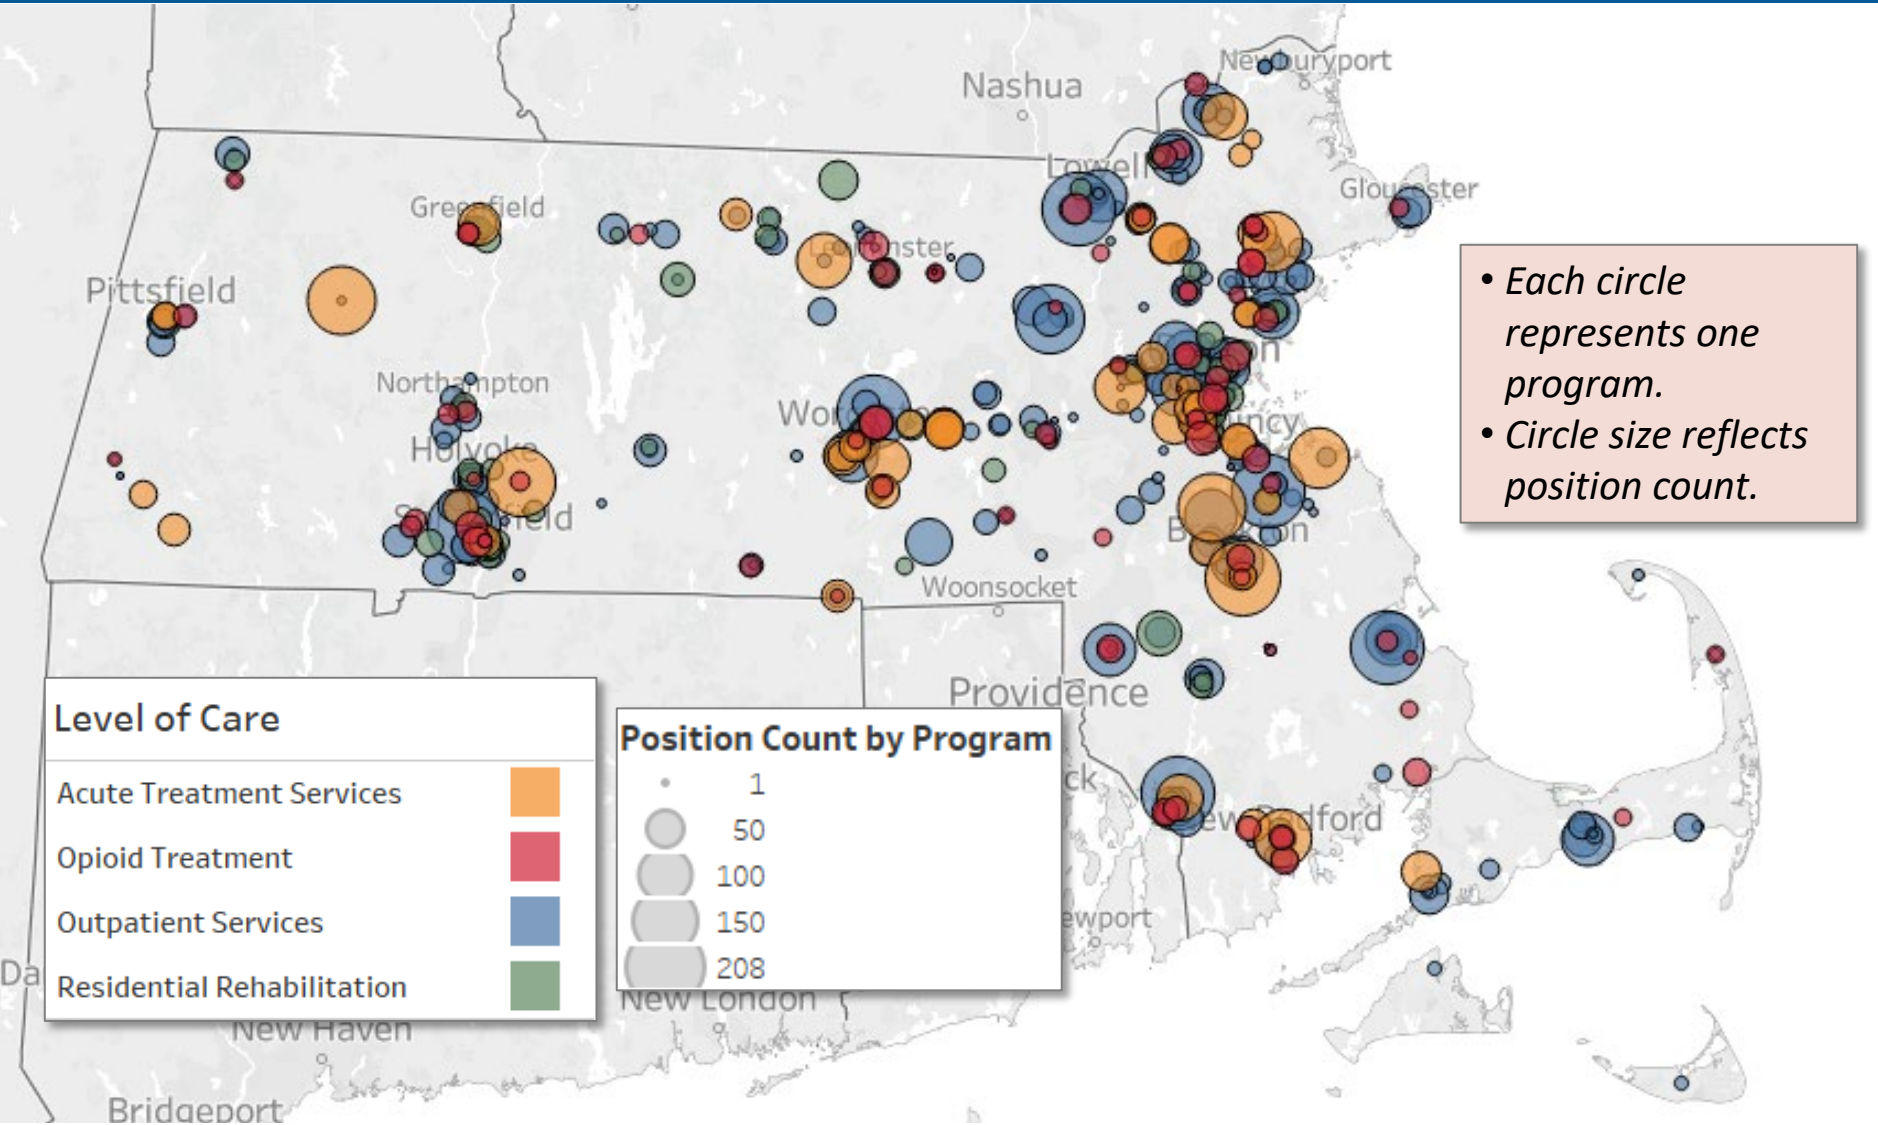 Newburyport
Nashua
Lowell
Gloucester
Greenfield
Pittsfield
• Each circle
represents one
program.
• Circle size reflects
position count.
Northampton
Holyoke
Woonsocket
Providence
Level of Care
Acute Treatment Services
Opioid Treatment
Outpatient Services
Residential Rehabilitation
Position Count by Program
1
50
100
150
208
New London
New Haven
Bridgeport